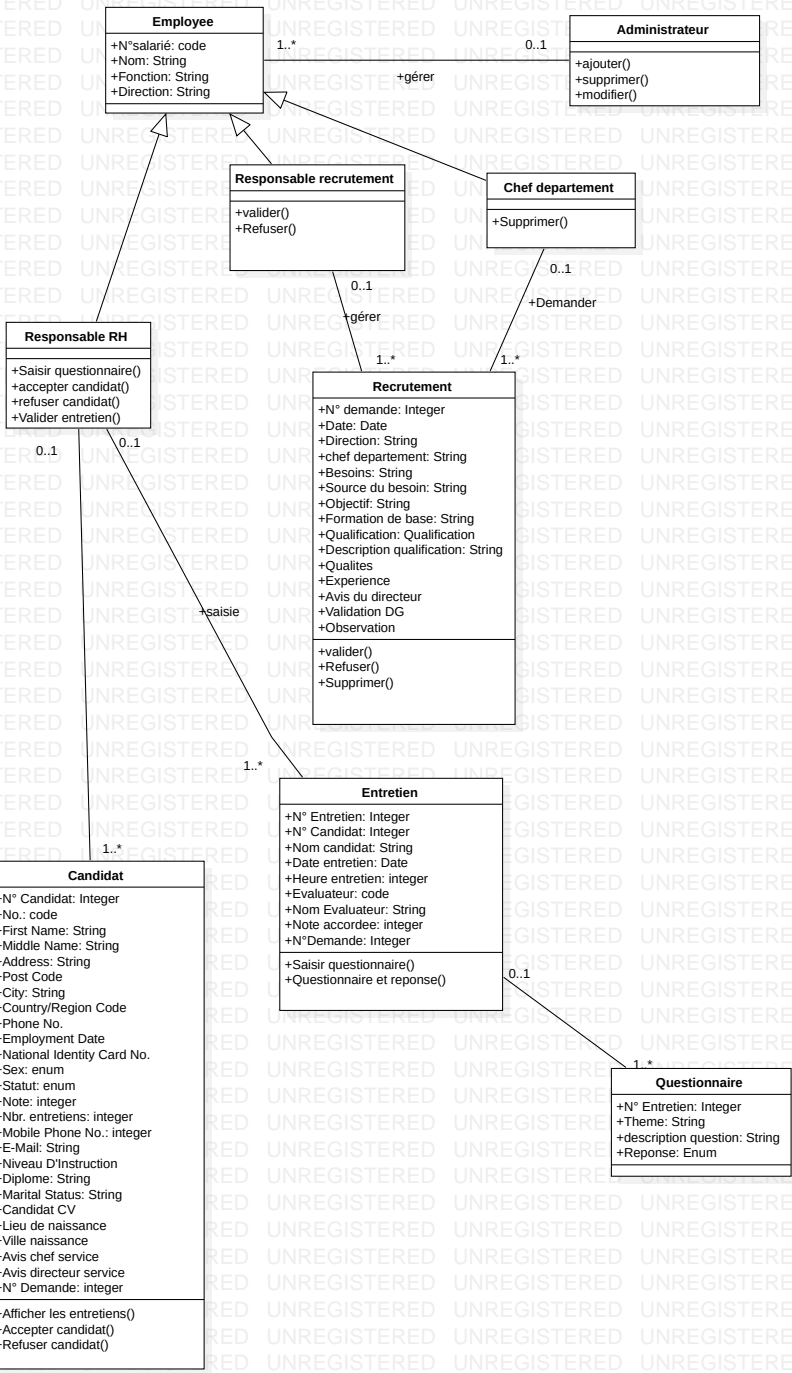 Employee
+N°salarié: code
+Nom: String
+Fonction: String
+Direction: String
1..*
0..1
+gérer
Administrateur
+ajouter()
+supprimer()
+modifier()
Responsable recrutement
+valider()
+Refuser()
Chef departement
+Supprimer()
0..1
+gérer
1..*
0..1
+Demander
1..*
Responsable RH
+Saisir questionnaire()
+accepter candidat()
+refuser candidat()
+Valider entretien()
0..1
0..1
Recrutement
+N° demande: Integer
+Date: Date
+Direction: String
+chef departement: String
+Besoins: String
+Source du besoin: String
+Objectif: String
+Formation de base: String
+Qualification: Qualification
+Description qualification: String
+Qualites
+Experience
+Avis du directeur
+Validation DG
+Observation
+valider()
+Refuser()
+Supprimer()
+saisie
1..*
1..*
Entretien
+N° Entretien: Integer
+N° Candidat: Integer
+Nom candidat: String
+Date entretien: Date
+Heure entretien: integer
+Evaluateur: code
+Nom Evaluateur: String
+Note accordee: integer
+N°Demande: Integer
+Saisir questionnaire()
+Questionnaire et reponse()
0..1
1..*
Candidat
+N° Candidat: Integer
+No.: code
+First Name: String
+Middle Name: String
+Address: String
+Post Code
+City: String
+Country/Region Code
+Phone No.
+Employment Date
+National Identity Card No.
+Sex: enum
+Statut: enum
+Note: integer
+Nbr. entretiens: integer
+Mobile Phone No.: integer
+E-Mail: String
+Niveau D'Instruction
+Diplome: String
+Marital Status: String
+Candidat CV
+Lieu de naissance
+Ville naissance
+Avis chef service
+Avis directeur service
+N° Demande: integer
+Afficher les entretiens()
+Accepter candidat()
+Refuser candidat()
Questionnaire
+N° Entretien: Integer
+Theme: String
+description question: String
+Reponse: Enum